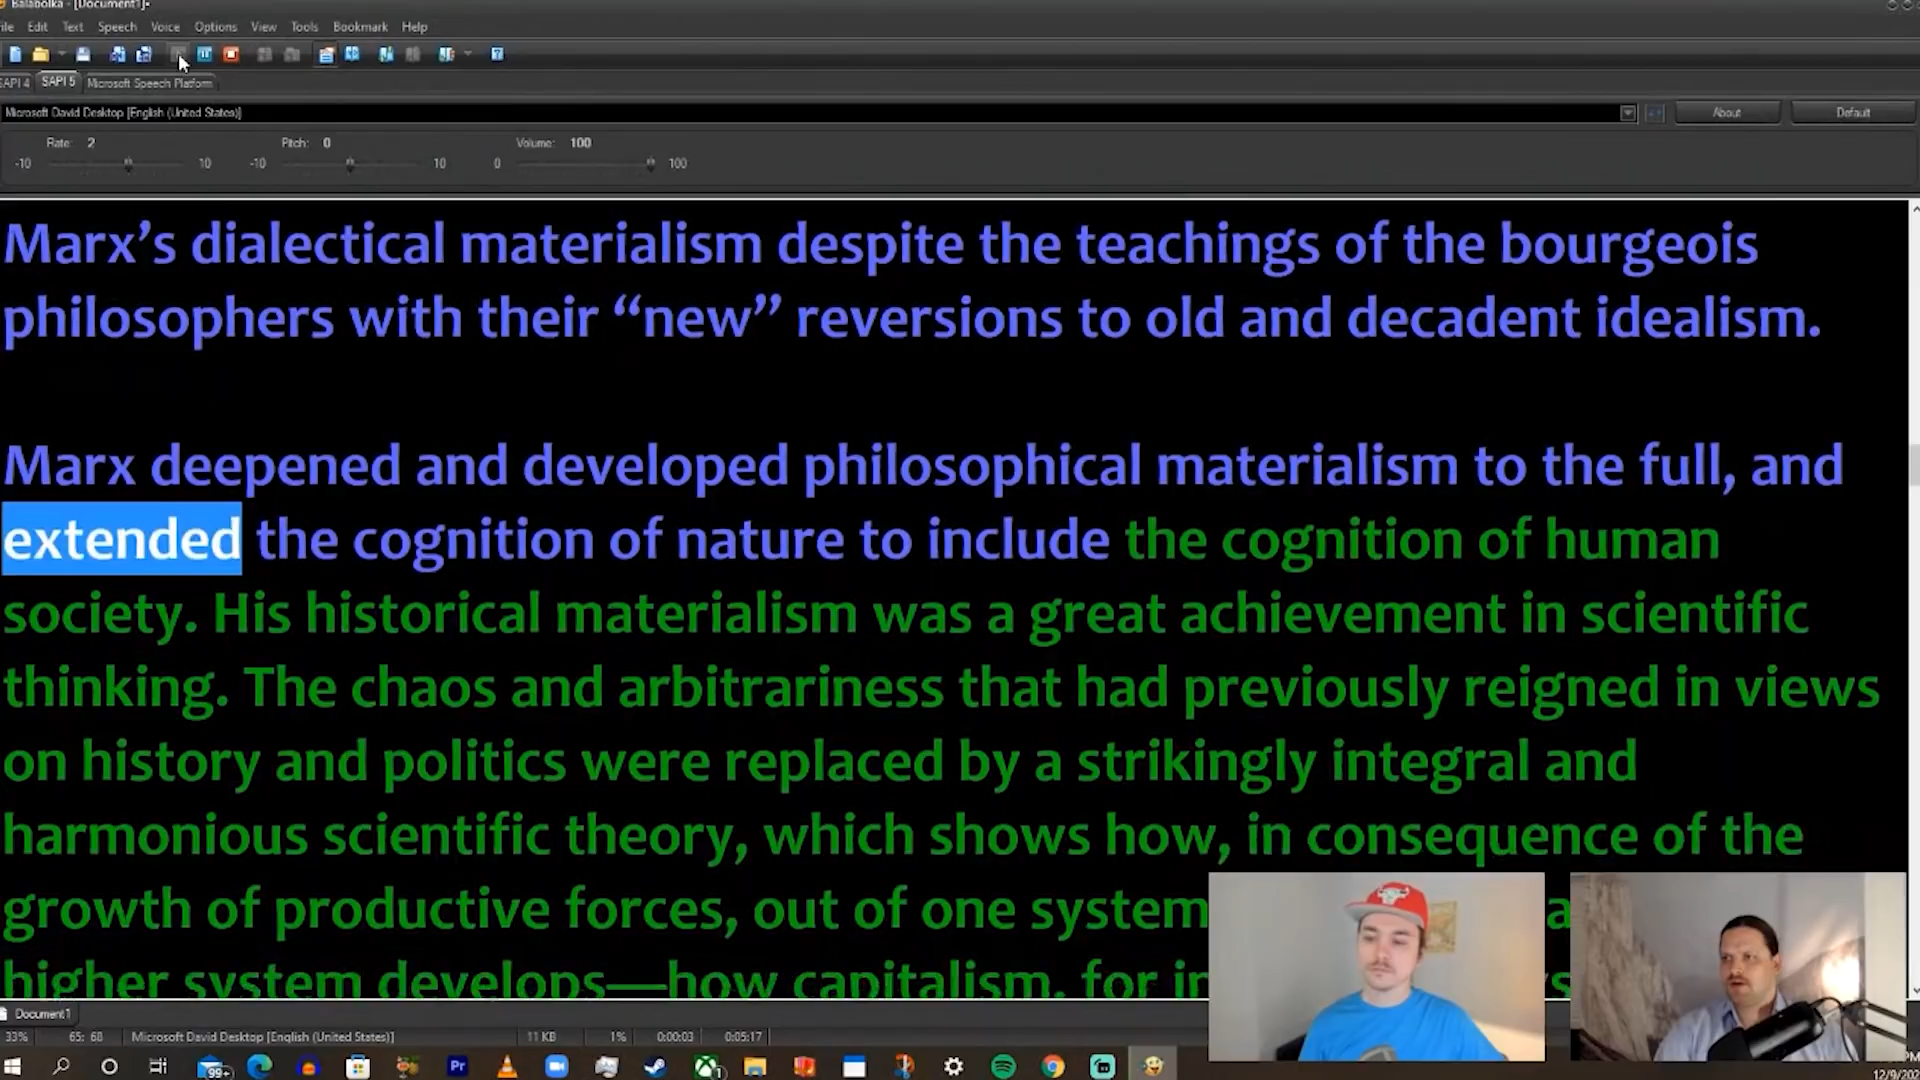 Balabolka - [Document1]*
File Edit Text Speech Voice Options View Tools Bookmark Help
SAPI 4 SAPI 5 Microsoft Speech Platform
Microsoft David Desktop [English (United States)] About Default
Rate: 2 Pitch: 0 Volume: 100
-10 10 -10 10 0 100
Marx’s dialectical materialism despite the teachings of the bourgeois
philosophers with their “new” reversions to old and decadent idealism.
Marx deepened and developed philosophical materialism to the full, and
extended the cognition of nature to include the cognition of human
society. His historical materialism was a great achievement in scientific
thinking. The chaos and arbitrariness that had previously reigned in views
on history and politics were replaced by a strikingly integral and
harmonious scientific theory, which shows how, in consequence of the
growth of productive forces, out of one system
higher system develops—how capitalism, for
Document1
33% 65: 68 Microsoft David Desktop [English (United States)] 11 KB 1% 0:00:03 0:05:17
99+ Pr 1 PM